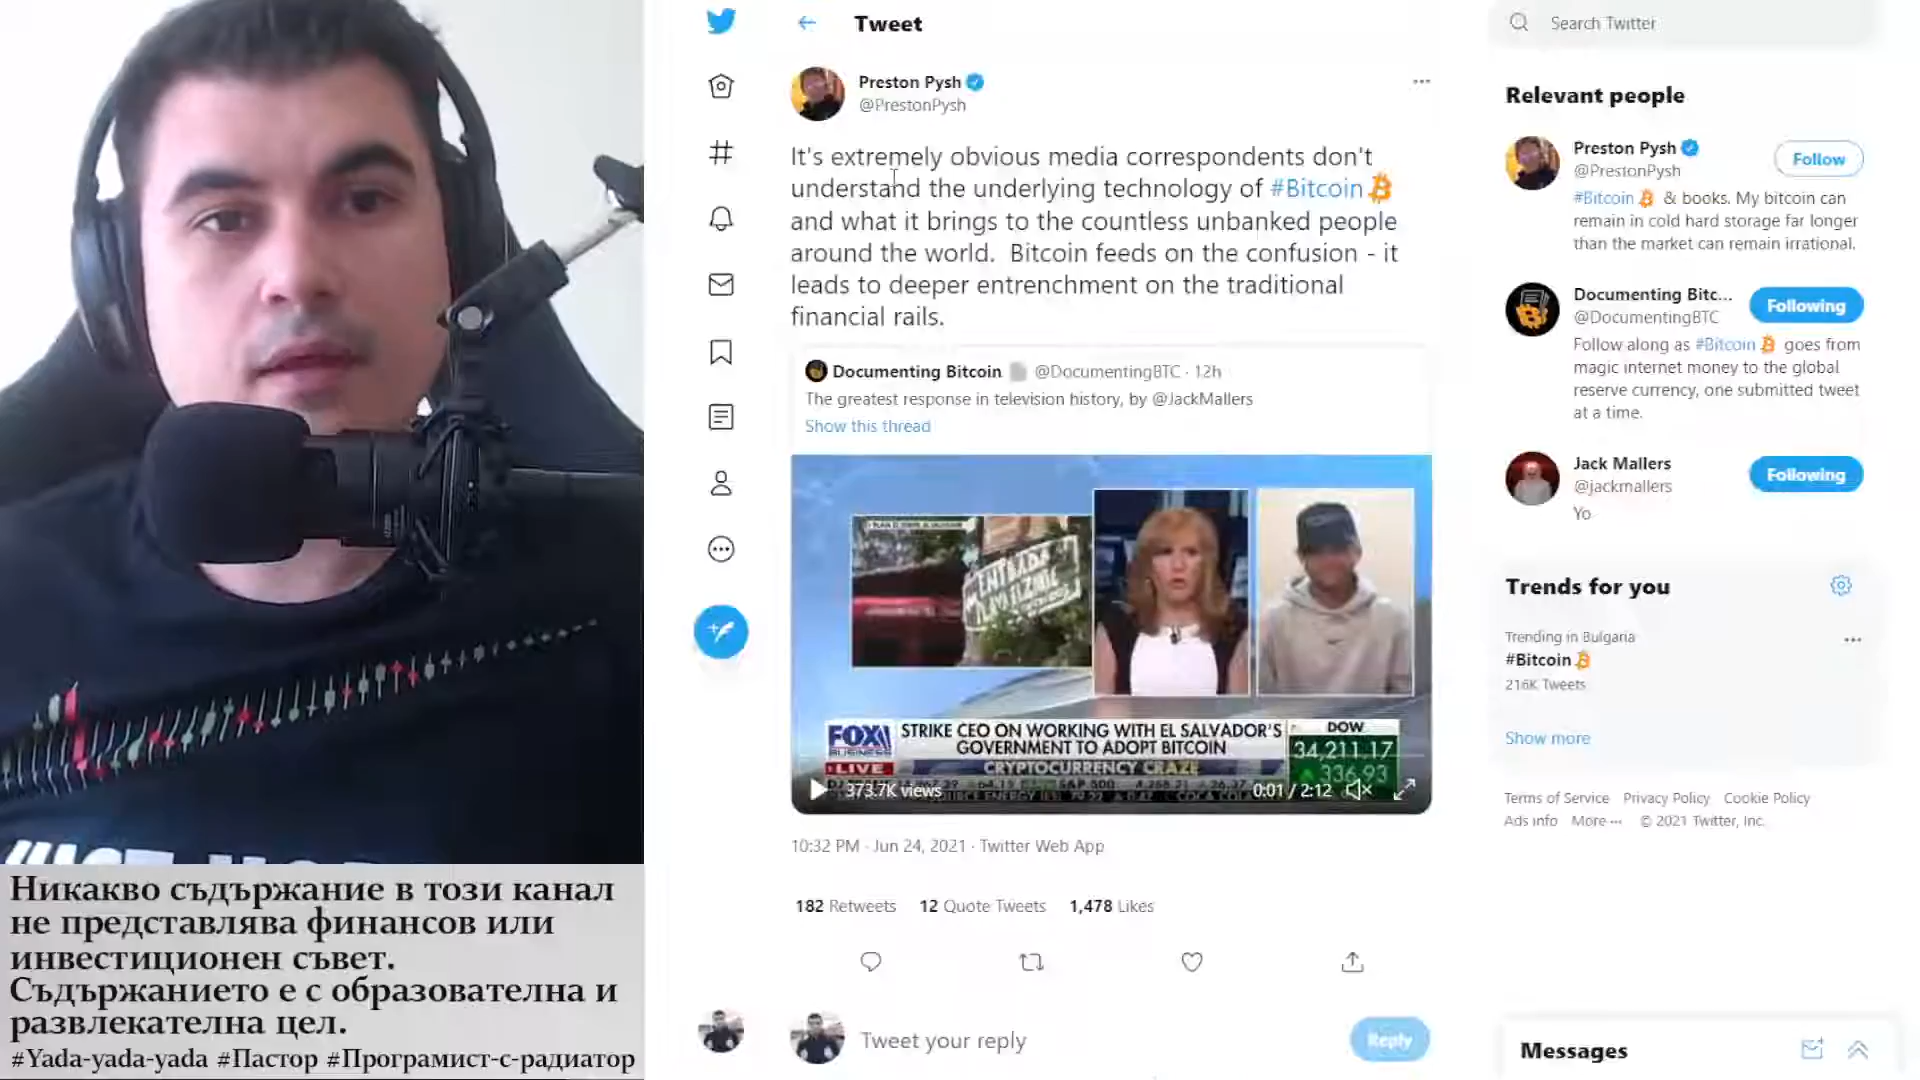 Никакво съдържание в този канал
не представлява финансов или
инвестиционен съвет.
Съдържанието е с образователна и
развлекателна цел.
#Yada-yada-yada #Пастор #Програмист-с-радиатор
Tweet
Preston Pysh
@PrestonPysh
It's extremely obvious media correspondents don't
understand the underlying technology of #Bitcoin
and what it brings to the countless unbanked people
around the world. Bitcoin feeds on the confusion - it
leads to deeper entrenchment on the traditional
financial rails.
Documenting Bitcoin @DocumentingBTC · 12h
The greatest response in television history, by @JackMallers
Show this thread
FOX
BUSINESS
LIVE
STRIKE CEO ON WORKING WITH EL SALVADOR'S
GOVERNMENT TO ADOPT BITCOIN
CRYPTOCURRENCY CRAZE
DOW
34,211.17
336.93
373.7K views
0:01 / 2:12
10:32 PM · Jun 24, 2021 · Twitter Web App
182 Retweets 12 Quote Tweets 1,478 Likes
Tweet your reply
Reply
Search Twitter
Relevant people
Preston Pysh
@PrestonPysh
Follow
#Bitcoin & books. My bitcoin can
remain in cold hard storage far longer
than the market can remain irrational.
Documenting Bitc...
@DocumentingBTC
Following
Follow along as #Bitcoin goes from
magic internet money to the global
reserve currency, one submitted tweet
at a time.
Jack Mallers
@jackmallers
Following
Yo
Trends for you
Trending in Bulgaria
#Bitcoin
216K Tweets
Show more
Terms of Service Privacy Policy Cookie Policy
Ads info More ··· © 2021 Twitter, Inc.
Messages